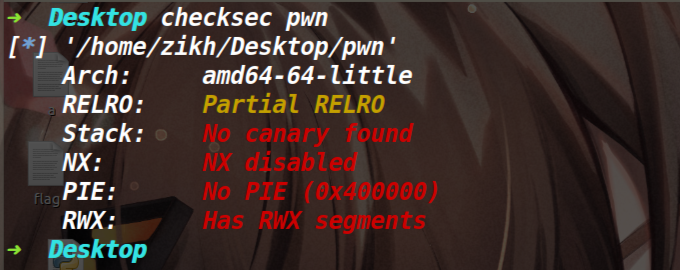 ➜  Desktop checksec pwn
[*] '/home/zikh/Desktop/pwn'
    Arch:     amd64-64-little
    RELRO:    Partial RELRO
    Stack:    No canary found
a
    NX:       NX disabled
    PIE:      No PIE (0x400000)
flag
    RWX:      Has RWX segments
➜  Desktop